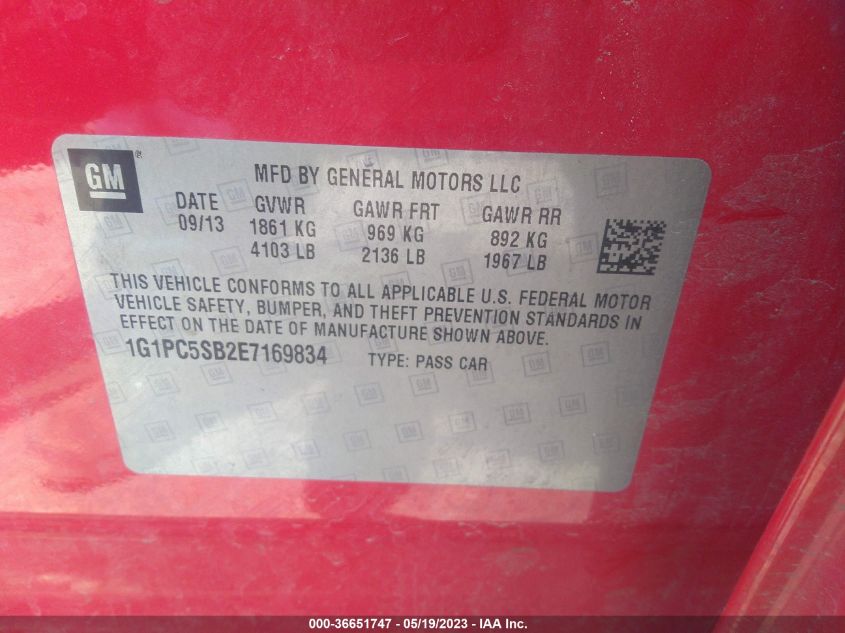 GM
MFD BY GENERAL MOTORS LLC
DATE GVWR GAWR FRT GAWR RR
09/13 1861 KG 969 KG 892 KG
4103 LB 2136 LB 1967 LB
THIS VEHICLE CONFORMS TO ALL APPLICABLE U.S. FEDERAL MOTOR
VEHICLE SAFETY, BUMPER, AND THEFT PREVENTION STANDARDS IN
EFFECT ON THE DATE OF MANUFACTURE SHOWN ABOVE.
1G1PC5SB2E7169834 TYPE: PASS CAR
000-36651747 - 05/19/2023 - IAA Inc.